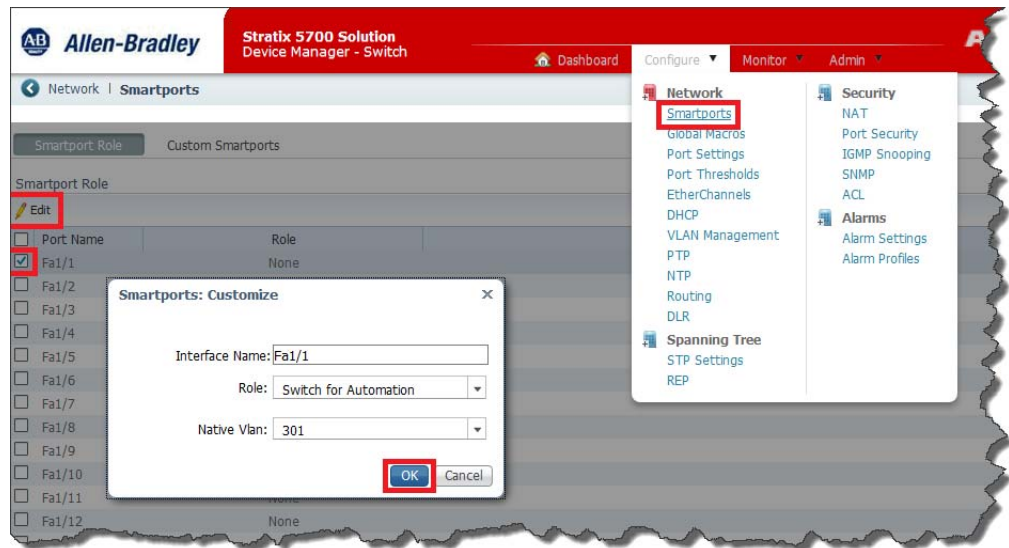 AB Allen-Bradley
Stratix 5700 Solution
Device Manager - Switch
Dashboard Configure Monitor Admin
Network | Smartports
Network
Smartports
Global Macros
Port Settings
Port Thresholds
EtherChannels
DHCP
VLAN Management
PTP
NTP
Routing
DLR
Spanning Tree
STP Settings
REP
Security
NAT
Port Security
IGMP Snooping
SNMP
ACL
Alarms
Alarm Settings
Alarm Profiles
Smartport Role Custom Smartports
Smartport Role
Edit
Port Name Role
Fa1/1 None
Fa1/2
Fa1/3
Fa1/4
Fa1/5
Fa1/6
Fa1/7
Fa1/8
Fa1/9
Fa1/10
Fa1/11
Fa1/12 None
Smartports: Customize
Interface Name: Fa1/1
Role: Switch for Automation
Native Vlan: 301
OK Cancel